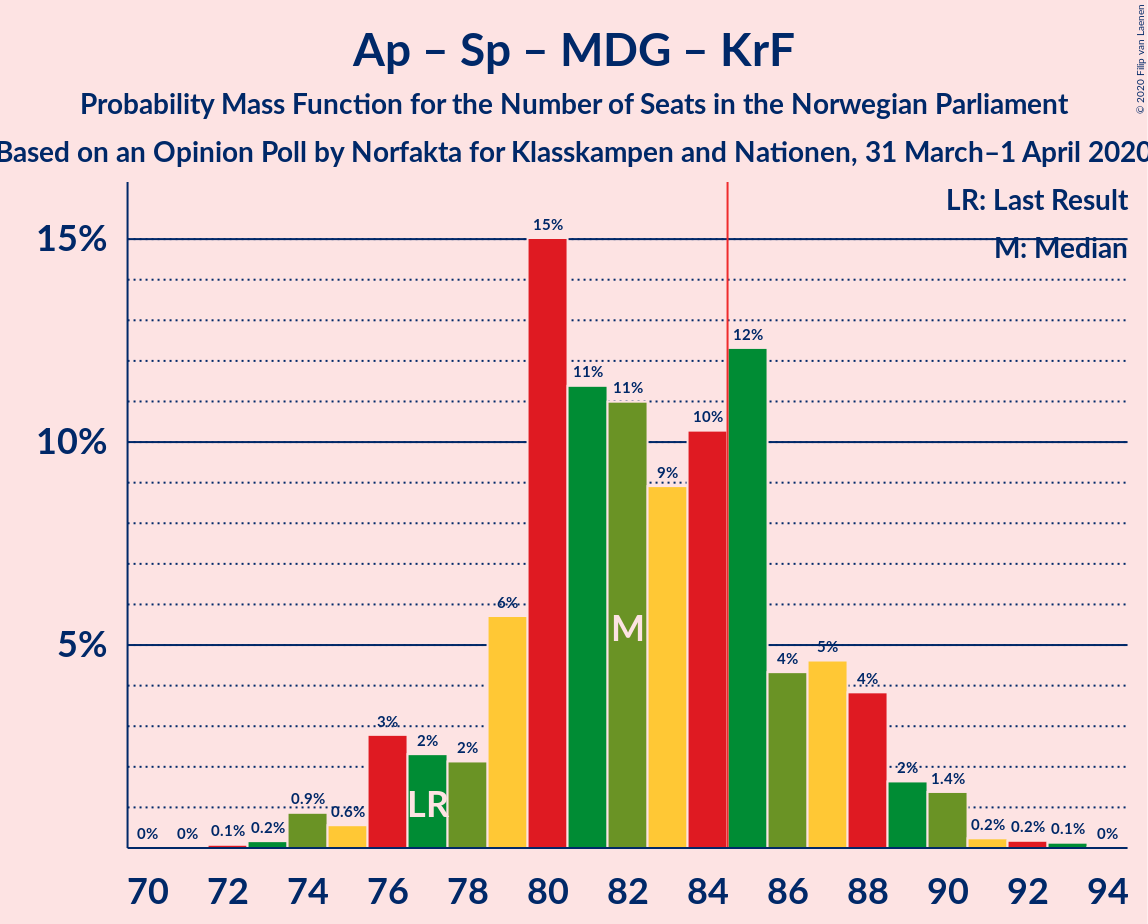 Ap – Sp – MDG – KrF
Probability Mass Function for the Number of Seats in the Norwegian Parliament
Based on an Opinion Poll by Norfakta for Klasskampen and Nationen, 31 March–1 April 2020
© 2020 Filip van Laenen
LR: Last Result
M: Median
15%
10%
5%
0% 0% 0.1% 0.2% 0.9% 0.6% 3% 2% 2% 6% 15% 11% 11% 9% 10% 12% 4% 5% 4% 2% 1.4% 0.2% 0.2% 0.1% 0%
M
LR
70 72 74 76 78 80 82 84 86 88 90 92 94